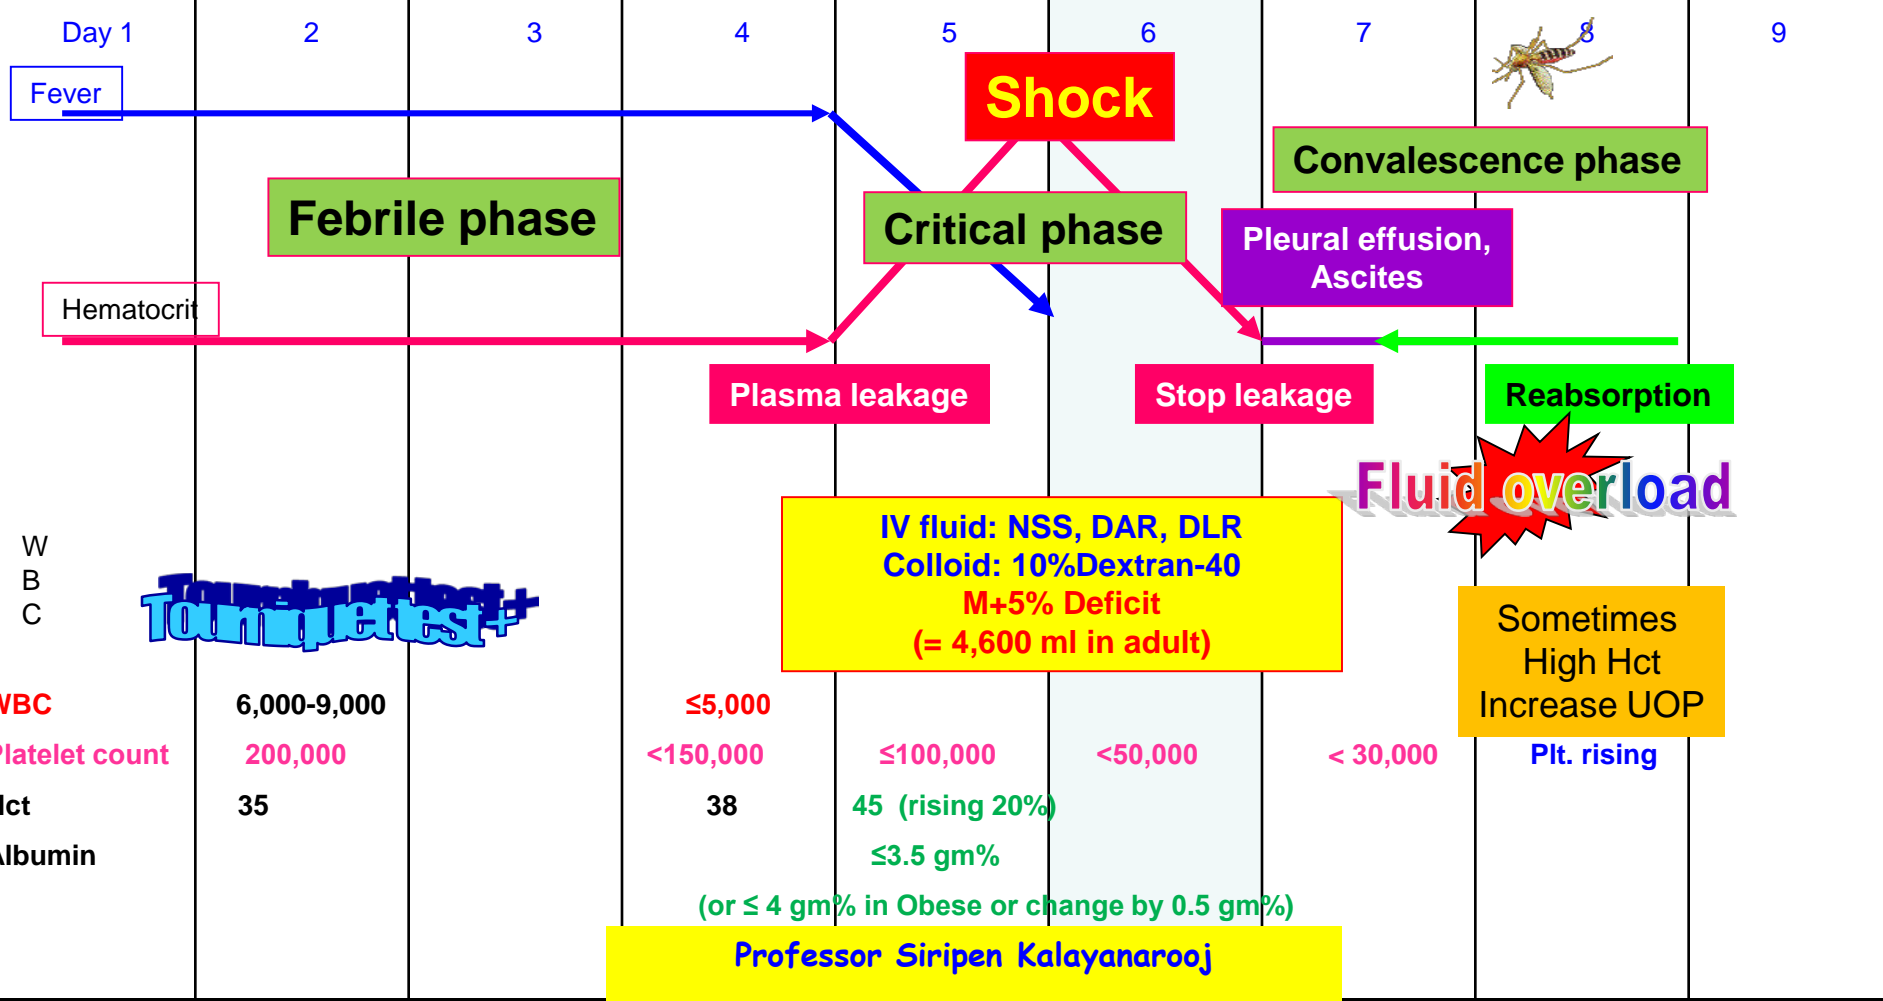 Day 1 2 3 4 5 6 7 8 9
Fever
Shock
Convalescence phase
Febrile phase
Critical phase
Pleural effusion,
Ascites
Hematocrit
Plasma leakage
Stop leakage
Reabsorption
Fluid overload
IV fluid: NSS, DAR, DLR
Colloid: 10%Dextran-40
M+5% Deficit
(= 4,600 ml in adult)
W
B
C
Tourniquet test +
Sometimes
High Hct
Increase UOP
WBC 6,000-9,000 ≤5,000
Platelet count 200,000 <150,000 ≤100,000 <50,000 < 30,000 Plt. rising
Hct 35 38 45 (rising 20%)
Albumin ≤3.5 gm%
(or ≤ 4 gm% in Obese or change by 0.5 gm%)
Professor Siripen Kalayanarooj